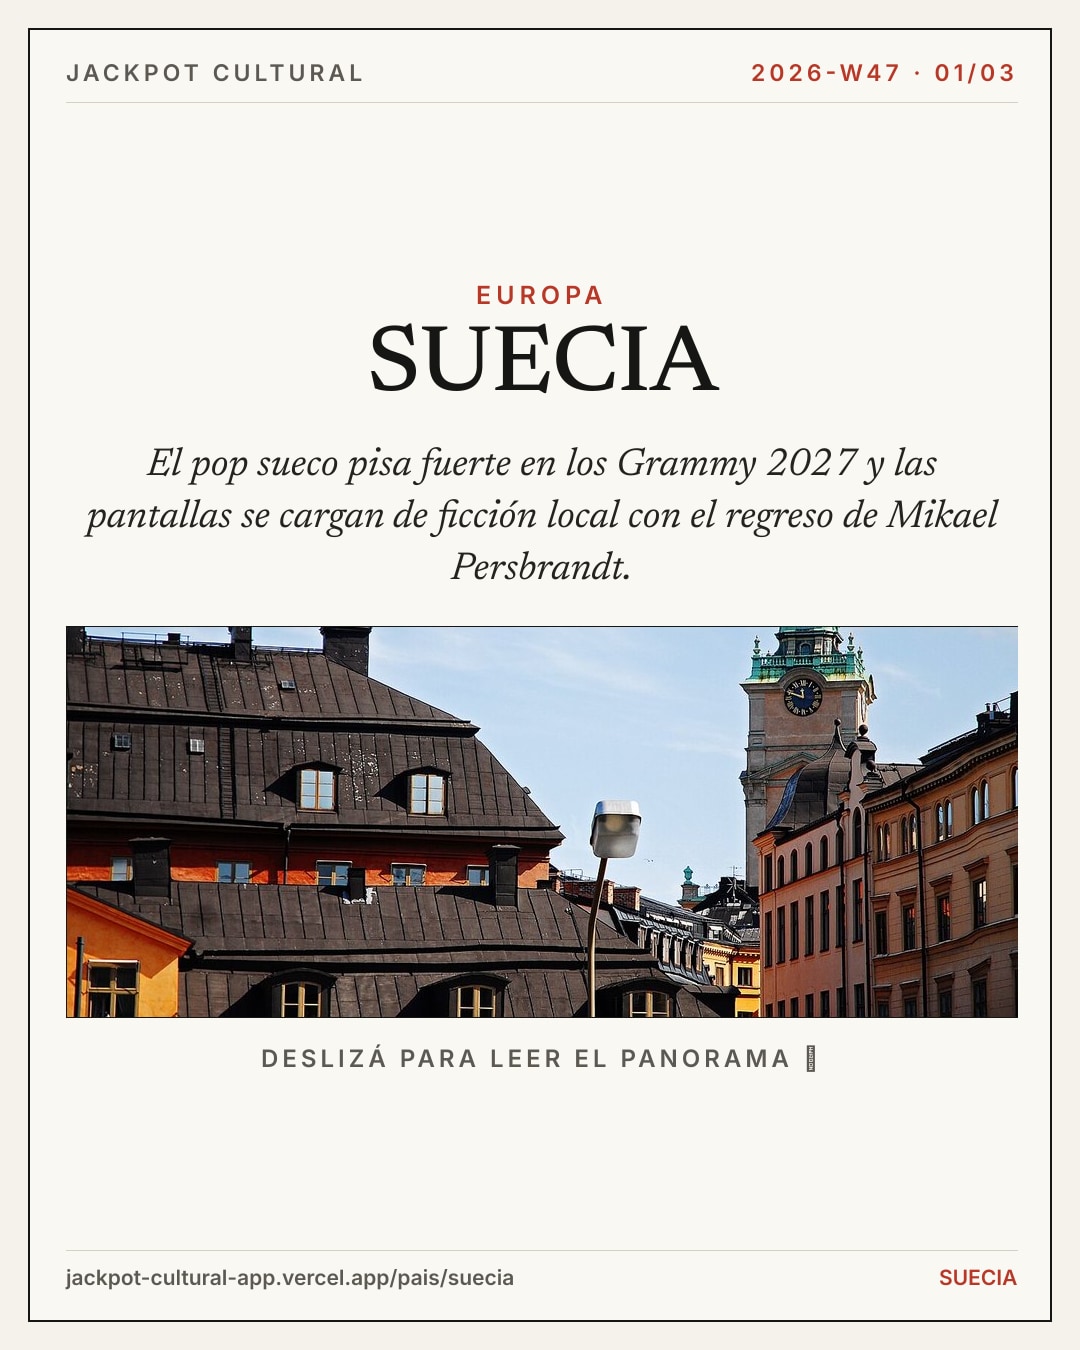 JACKPOT CULTURAL
2026-W47 · 01/03
EUROPA
SUECIA
El pop sueco pisa fuerte en los Grammy 2027 y las
pantallas se cargan de ficción local con el regreso de Mikael
Persbrandt.
DESLIZÁ PARA LEER EL PANORAMA
jackpot-cultural-app.vercel.app/pais/suecia
SUECIA